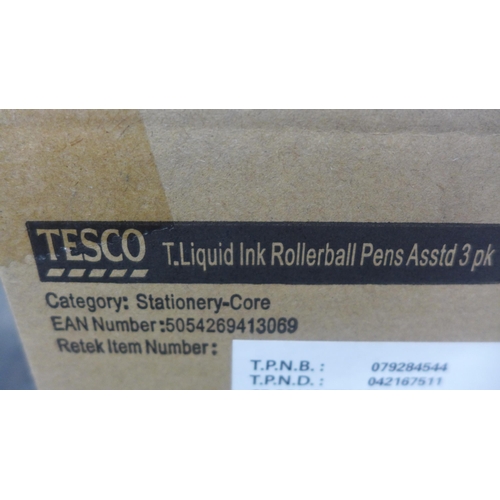 TESCO T.Liquid Ink Rollerball Pens Asstd 3 pk
Category: Stationery-Core
EAN Number:5054269413069
Retek Item Number:
T.P.N.B. : 079284544
T.P.N.D. : 042167511